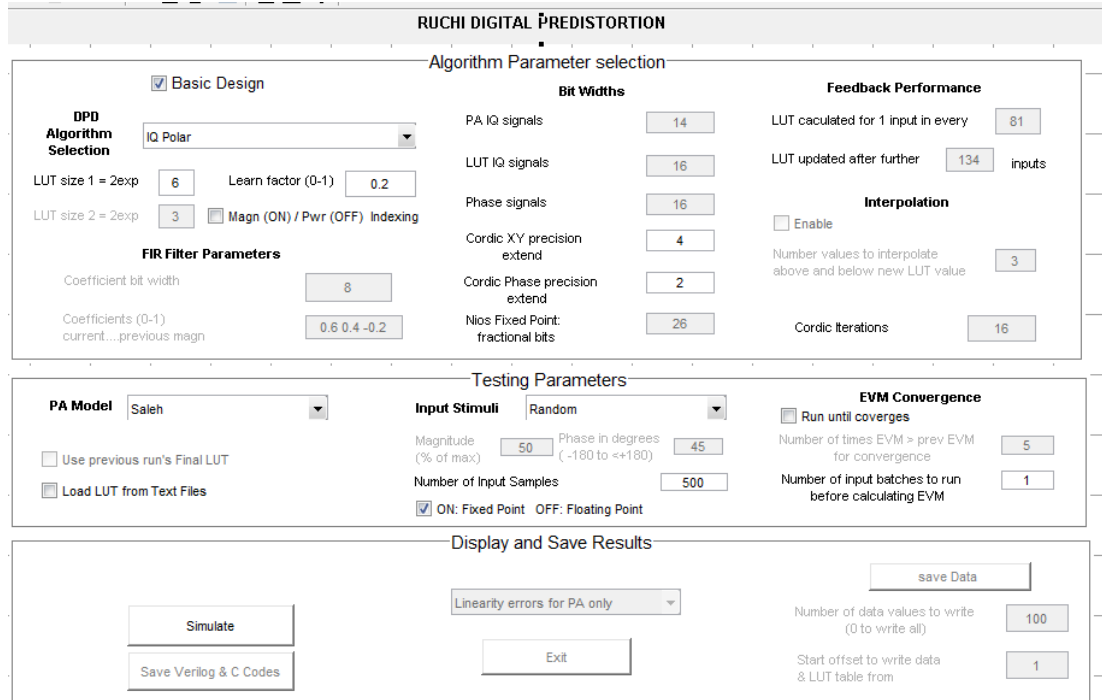 RUCHI DIGITAL PREDISTORTION
Algorithm Parameter selection
Basic Design
DPD
Algorithm
Selection
IQ Polar
LUT size 1 = 2exp
6
Learn factor (0-1)
0.2
LUT size 2 = 2exp
3
Magn (ON) / Pwr (OFF) Indexing
FIR Filter Parameters
Coefficient bit width
8
Coefficients (0-1)
current....previous magn
0.6 0.4 -0.2
Bit Widths
PA IQ signals
14
LUT IQ signals
16
Phase signals
16
Cordic XY precision
extend
4
Cordic Phase precision
extend
2
Nios Fixed Point:
fractional bits
26
Feedback Performance
LUT caculated for 1 input in every
81
LUT updated after further
134
inputs
Interpolation
Enable
Number values to interpolate
above and below new LUT value
3
Cordic Iterations
16
Testing Parameters
PA Model
Saleh
Use previous run's Final LUT
Load LUT from Text Files
Input Stimuli
Random
Magnitude
(% of max)
50
Phase in degrees
( -180 to <+180)
45
Number of Input Samples
500
ON: Fixed Point OFF: Floating Point
EVM Convergence
Run until coverges
Number of times EVM > prev EVM
for convergence
5
Number of input batches to run
before calculating EVM
1
Display and Save Results
Simulate
Save Verilog & C Codes
Linearity errors for PA only
Exit
save Data
Number of data values to write
(0 to write all)
100
Start offset to write data
& LUT table from
1